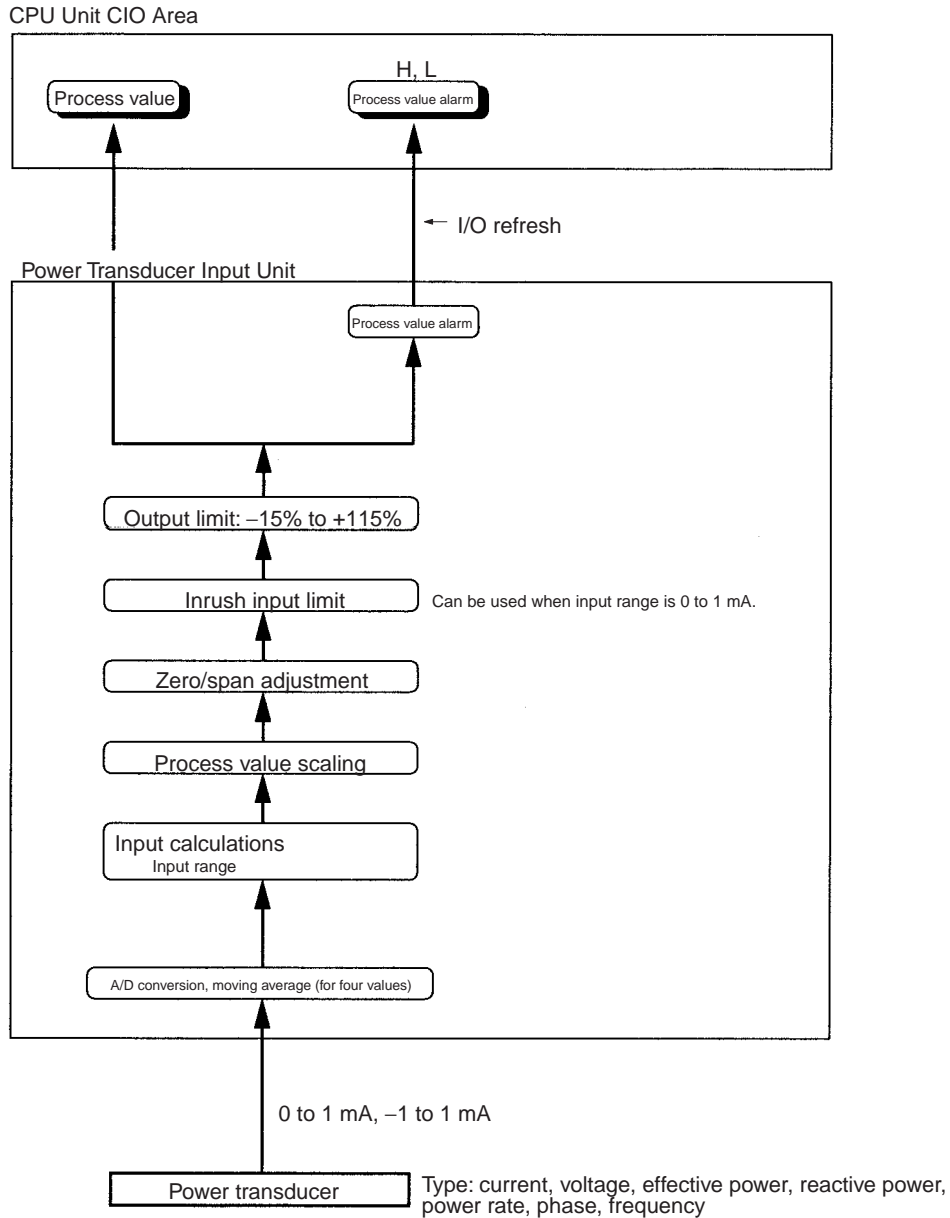 CPU Unit CIO Area
H, L
Process value
Process value alarm
I/O refresh
Power Transducer Input Unit
Process value alarm
Output limit: –15% to +115%
Inrush input limit
Can be used when input range is 0 to 1 mA.
Zero/span adjustment
Process value scaling
Input calculations
Input range
A/D conversion, moving average (for four values)
0 to 1 mA, –1 to 1 mA
Power transducer
Type: current, voltage, effective power, reactive power,
power rate, phase, frequency